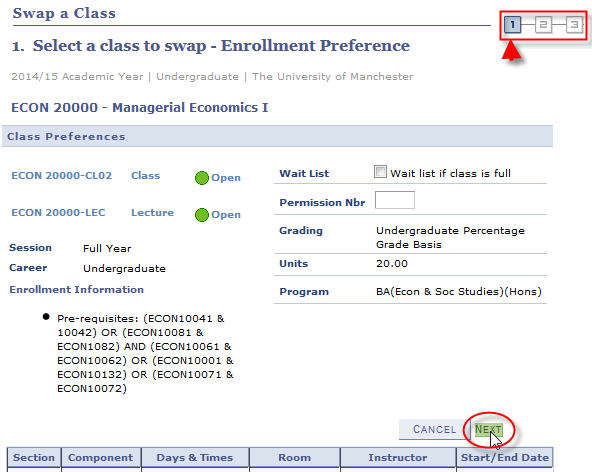 Swap a Class
1 2 3
1. Select a class to swap - Enrollment Preference
2014/15 Academic Year | Undergraduate | The University of Manchester
ECON 20000 - Managerial Economics I
Class Preferences
ECON 20000-CL02 Class Open
ECON 20000-LEC Lecture Open
Session Full Year
Career Undergraduate
Enrollment Information
Pre-requisites: (ECON10041 &
10042) OR (ECON10081 &
ECON1082) AND (ECON10061 &
ECON10062) OR (ECON10001 &
ECON10132) OR (ECON10071 &
ECON10072)
Wait List Wait list if class is full
Permission Nbr
Grading Undergraduate Percentage
Grade Basis
Units 20.00
Program BA(Econ & Soc Studies)(Hons)
CANCEL NEXT
Section Component Days & Times Room Instructor Start/End Date